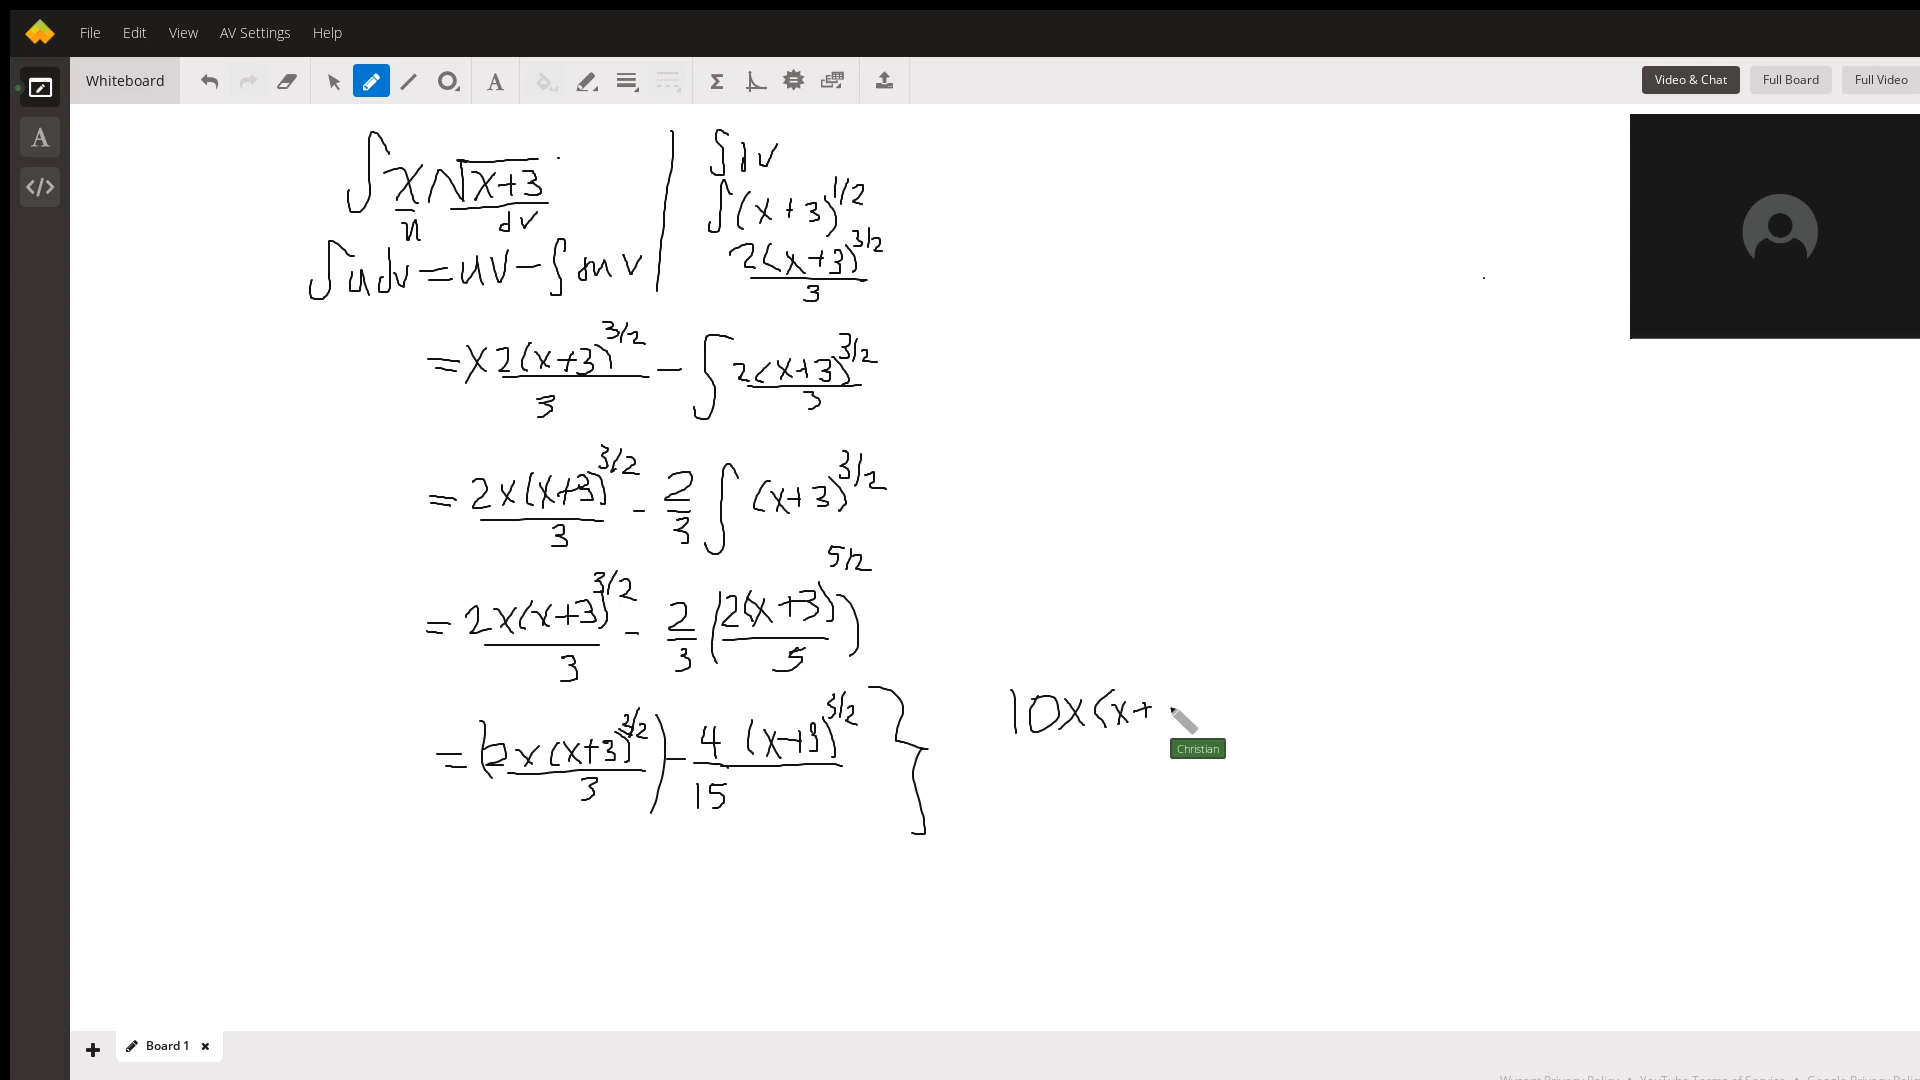 File Edit View AV Settings Help
Whiteboard A Σ Video & Chat Full Board Full Video
A
</>
∫ x √x+3
u dv
∫ u dv = uv - ∫
∫ dv
∫ (x + 3)^1/2
2(x+3)^3/2 / 3
= x 2(x+3)^3/2 / 3 - ∫ 2(x+3)^3/2 / 3
= 2x(x+3)^3/2 / 3 - 2/3 ∫ (x+3)^3/2
= 2x(x+3)^3/2 / 3 - 2/3 (2(x+3)^5/2 / 5)
= (2x(x+3)^3/2 / 3) - 4/15 (x+3)^5/2 }
10x(x+
Christian
+ Board 1 ×